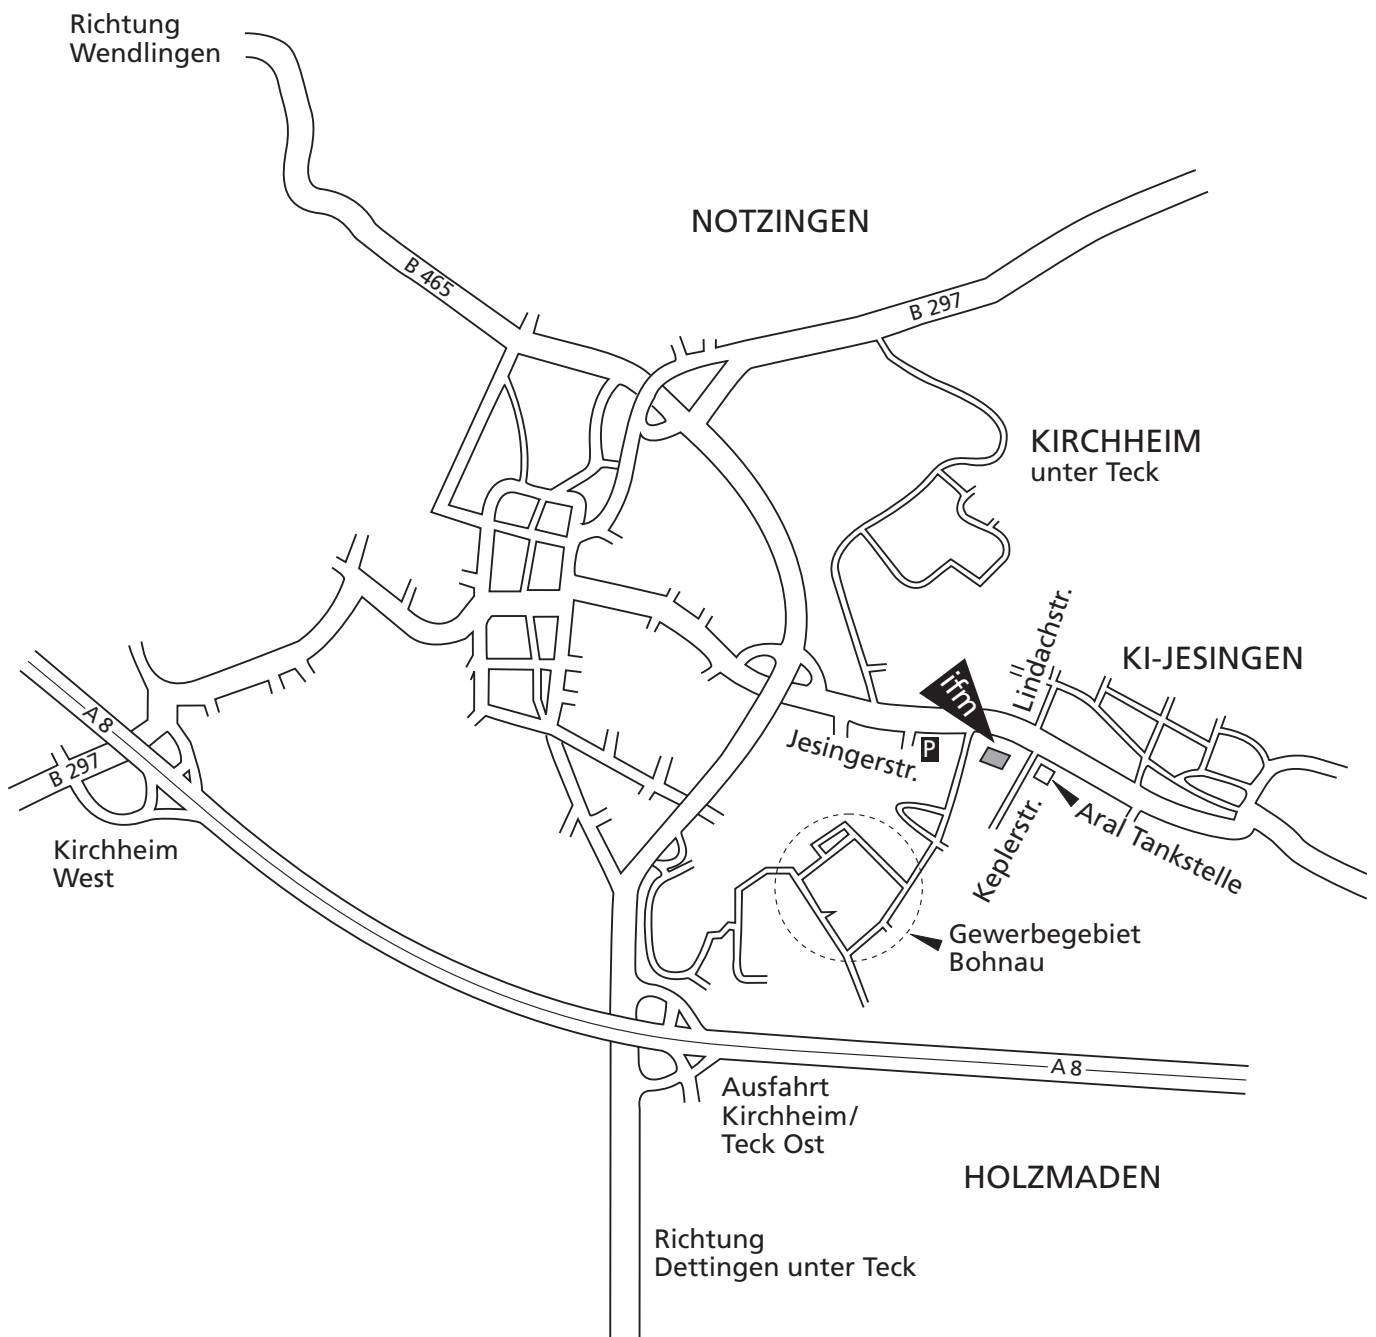 Richtung
Wendlingen
NOTZINGEN
B 465
B 297
KIRCHHEIM
unter Teck
Lindachstr.
KI-JESINGEN
ifm
A 8
Jesingerstr.
P
B 297
Keplerstr.
Aral Tankstelle
Kirchheim
West
Gewerbegebiet
Bohnau
A 8
Ausfahrt
Kirchheim/
Teck Ost
HOLZMADEN
Richtung
Dettingen unter Teck